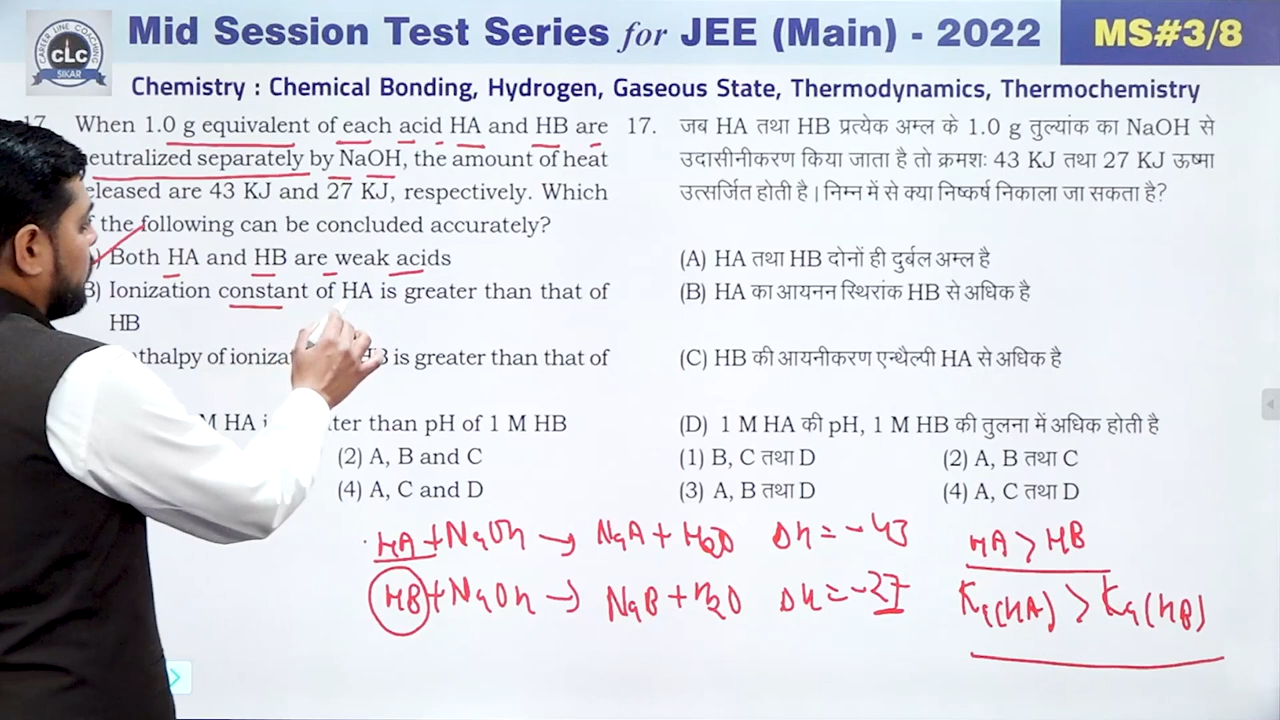 Mid Session Test Series for JEE (Main) - 2022
MS#3/8
CAREER LINE COACHING
CLC
SIKAR
Chemistry : Chemical Bonding, Hydrogen, Gaseous State, Thermodynamics, Thermochemistry
17. When 1.0 g equivalent of each acid HA and HB are
eutralized separately by NaOH, the amount of heat
eleased are 43 KJ and 27 KJ, respectively. Which
the following can be concluded accurately?
) Both HA and HB are weak acids
B) Ionization constant of HA is greater than that of
HB
thalpy of ioniza B is greater than that of
M HA i ter than pH of 1 M HB
(2) A, B and C
(4) A, C and D
17. जब HA तथा HB प्रत्येक अम्ल के 1.0 g तुल्यांक का NaOH से
उदासीनीकरण किया जाता है तो क्रमशः 43 KJ तथा 27 KJ ऊष्मा
उत्सर्जित होती है। निम्न में से क्या निष्कर्ष निकाला जा सकता है?
(A) HA तथा HB दोनों ही दुर्बल अम्ल है
(B) HA का आयनन स्थिरांक HB से अधिक है
(C) HB की आयनीकरण एन्थैल्पी HA से अधिक है
(D) 1 M HA की pH, 1 M HB की तुलना में अधिक होती है
(1) B, C तथा D (2) A, B तथा C
(3) A, B तथा D (4) A, C तथा D
HA + NaOH → NaA + H2O ΔH = -43
HB + NaOH → NaB + H2O ΔH = -27
HA > HB
Ka(HA) > Ka(HB)